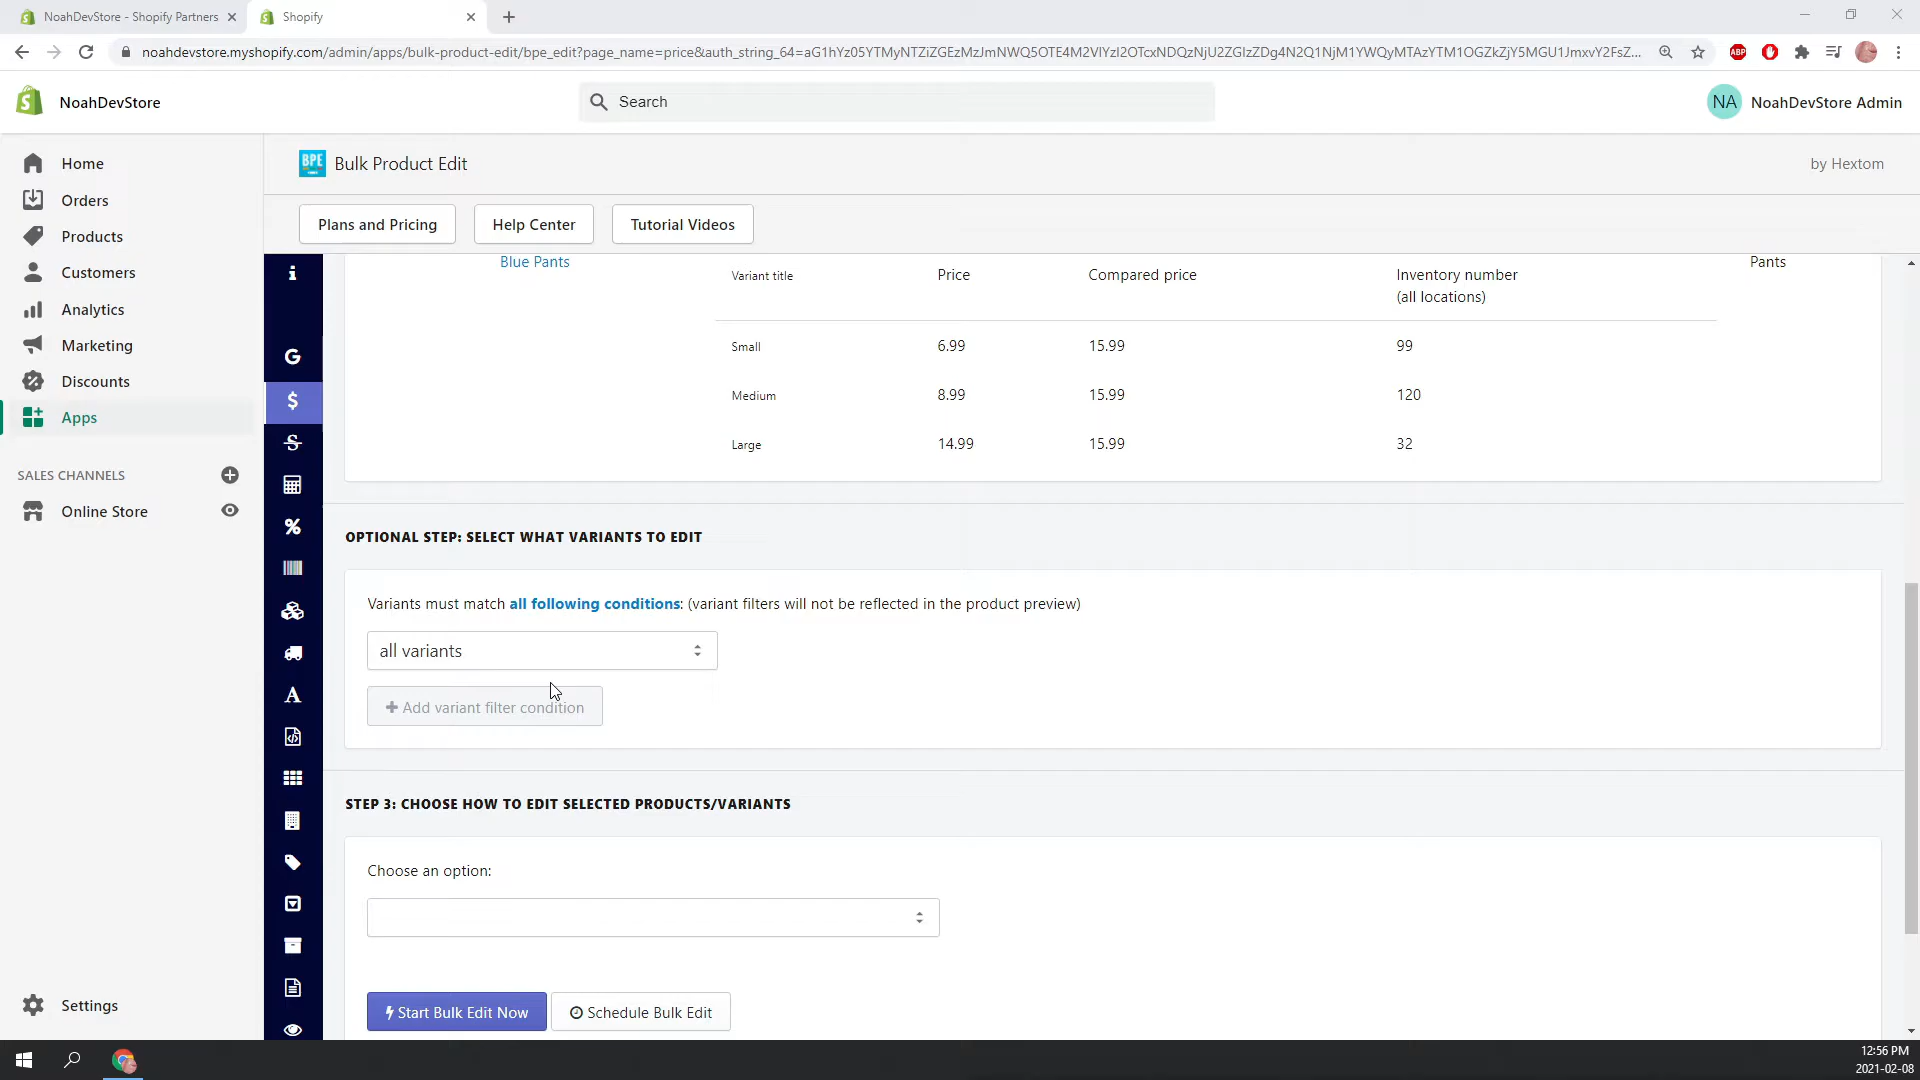 NoahDevStore - Shopify Partners
Shopify
noahdevstore.myshopify.com/admin/apps/bulk-product-edit/bpe_edit?page_name=price&auth_string_64=
ABP
NoahDevStore
Search
NA
NoahDevStore Admin
Home
Orders
Products
Customers
Analytics
Marketing
Discounts
Apps
SALES CHANNELS
Online Store
Settings
BPE
Bulk Product Edit
by Hextom
Plans and Pricing
Help Center
Tutorial Videos
Blue Pants
Variant title
Price
Compared price
Inventory number
(all locations)
Pants
Small
6.99
15.99
99
Medium
8.99
15.99
120
Large
14.99
15.99
32
OPTIONAL STEP: SELECT WHAT VARIANTS TO EDIT
Variants must match all following conditions: (variant filters will not be reflected in the product preview)
all variants
Add variant filter condition
STEP 3: CHOOSE HOW TO EDIT SELECTED PRODUCTS/VARIANTS
Choose an option:
Start Bulk Edit Now
Schedule Bulk Edit
12:56 PM
2021-02-08